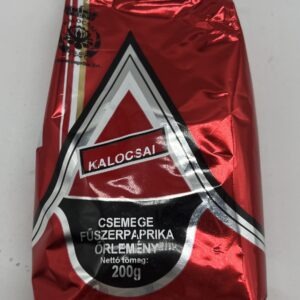 KALOCSAI
CSEMEGE
FŰSZERPAPRIKA
ŐRLEMÉNY
Nettó tömeg:
200g